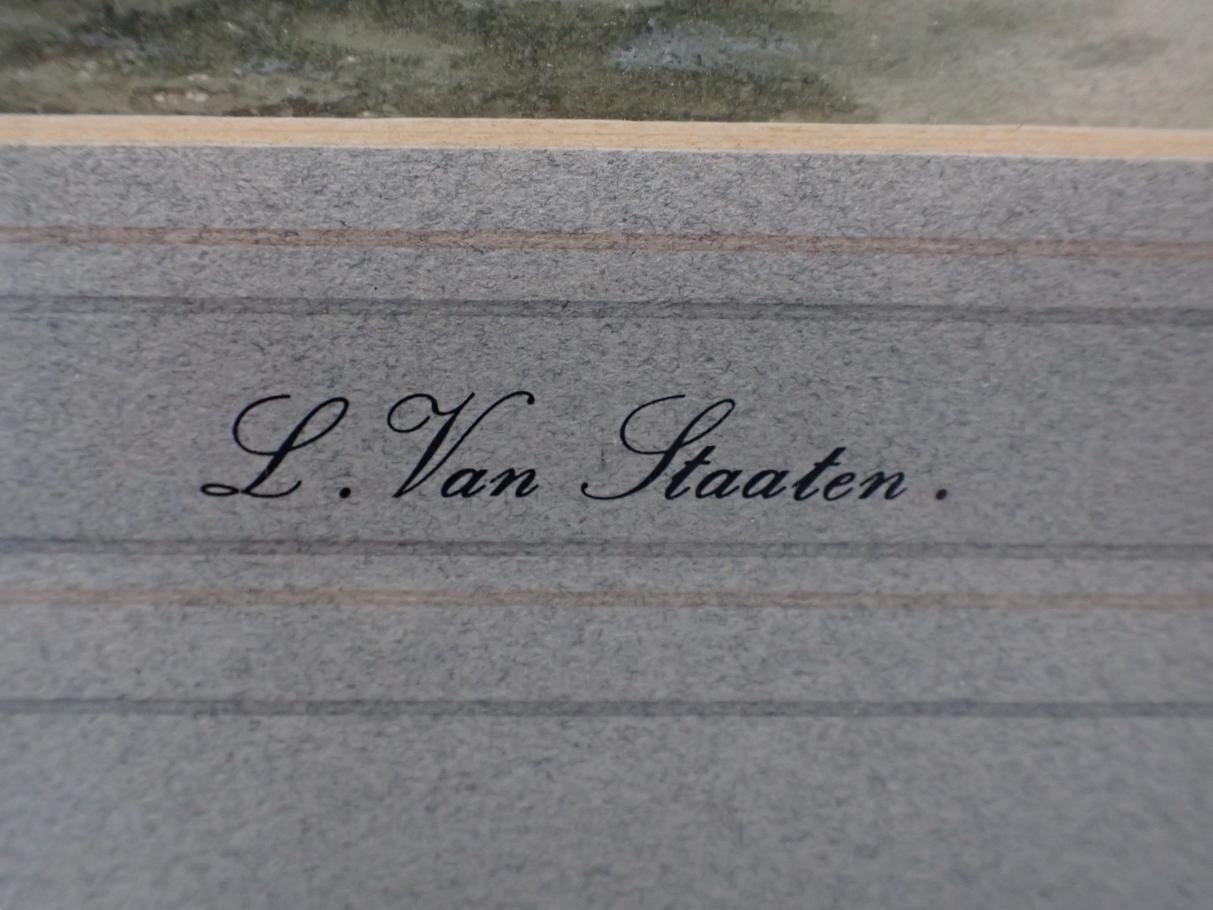 L. Van Staaten.